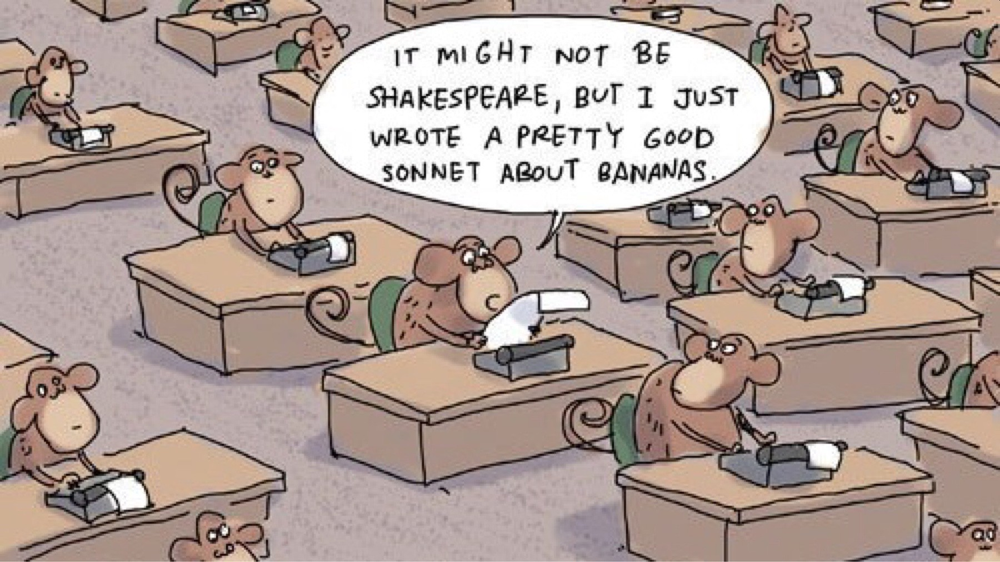 IT MIGHT NOT BE
SHAKESPEARE, BUT I JUST
WROTE A PRETTY GOOD
SONNET ABOUT BANANAS.